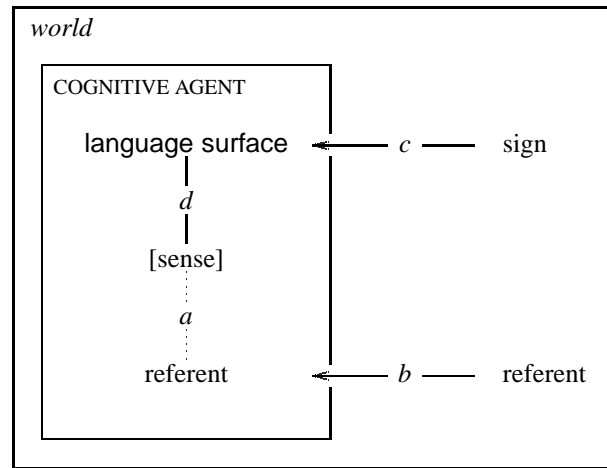 world
COGNITIVE AGENT
language surface c sign
d
[sense]
a
referent b referent